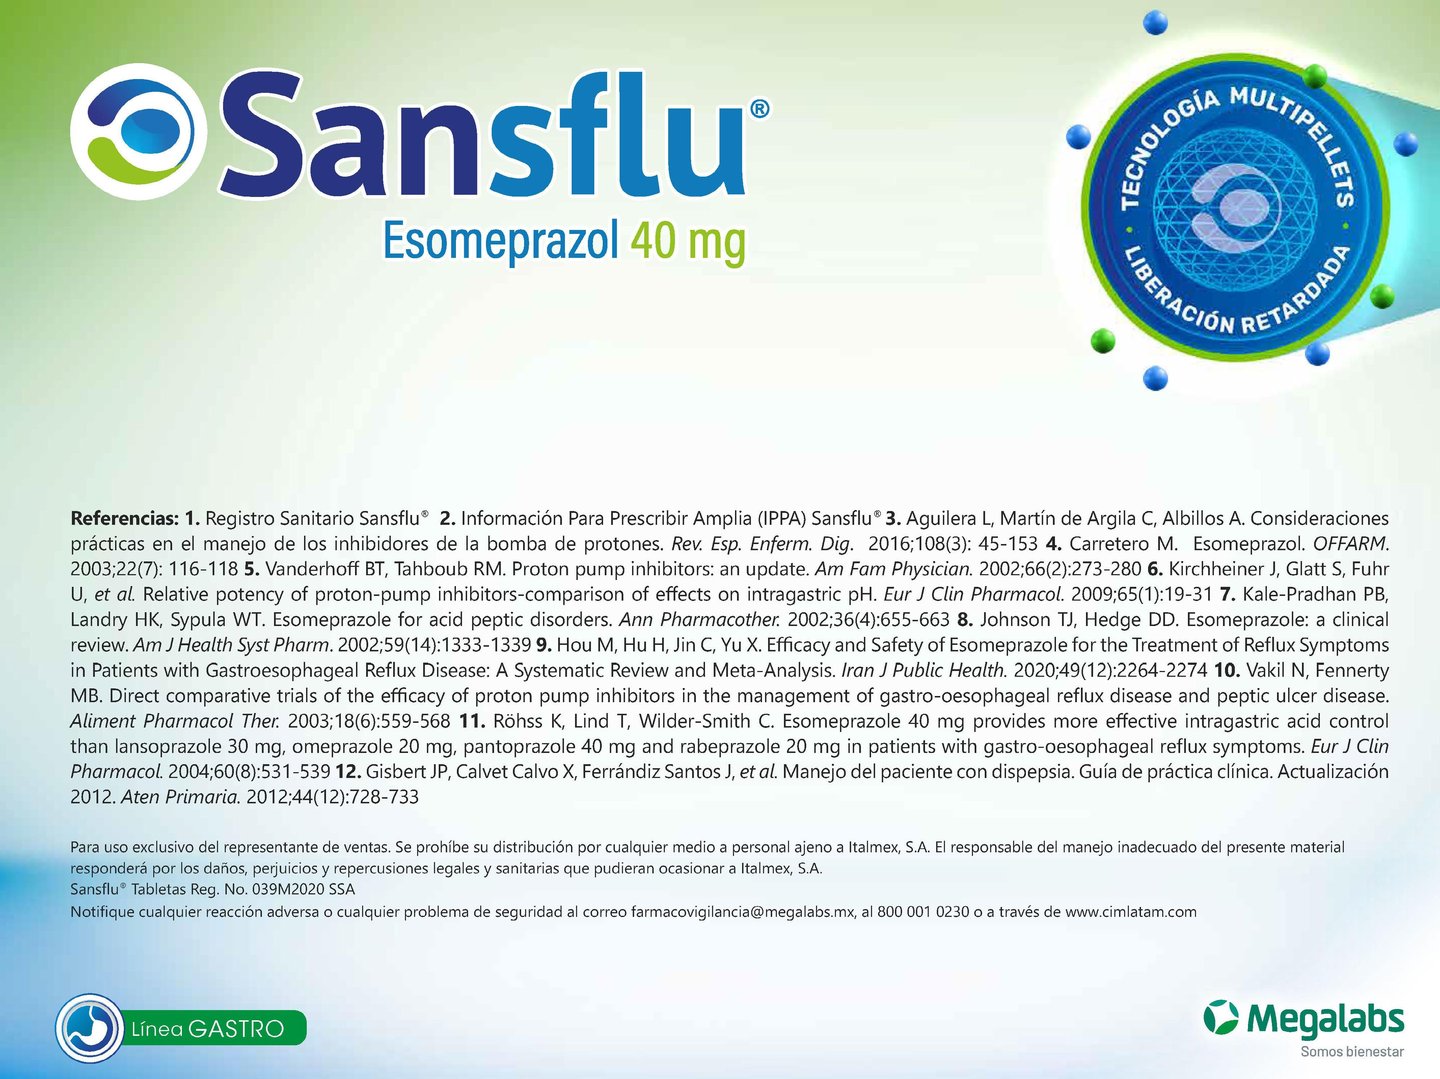 Sansflu®
Esomeprazol 40 mg
· TECNOLOGÍA MULTIPELLETS ·
LIBERACIÓN RETARDADA
Referencias: 1. Registro Sanitario Sansflu® 2. Información Para Prescribir Amplia (IPPA) Sansflu® 3. Aguilera L, Martín de Argila C, Albillos A. Consideraciones
prácticas en el manejo de los inhibidores de la bomba de protones. Rev. Esp. Enferm. Dig. 2016;108(3): 45-153 4. Carretero M. Esomeprazol. OFFARM.
2003;22(7): 116-118 5. Vanderhoff BT, Tahboub RM. Proton pump inhibitors: an update. Am Fam Physician. 2002;66(2):273-280 6. Kirchheiner J, Glatt S, Fuhr
U, et al. Relative potency of proton-pump inhibitors-comparison of effects on intragastric pH. Eur J Clin Pharmacol. 2009;65(1):19-31 7. Kale-Pradhan PB,
Landry HK, Sypula WT. Esomeprazole for acid peptic disorders. Ann Pharmacother. 2002;36(4):655-663 8. Johnson TJ, Hedge DD. Esomeprazole: a clinical
review. Am J Health Syst Pharm. 2002;59(14):1333-1339 9. Hou M, Hu H, Jin C, Yu X. Efficacy and Safety of Esomeprazole for the Treatment of Reflux Symptoms
in Patients with Gastroesophageal Reflux Disease: A Systematic Review and Meta-Analysis. Iran J Public Health. 2020;49(12):2264-2274 10. Vakil N, Fennerty
MB. Direct comparative trials of the efficacy of proton pump inhibitors in the management of gastro-oesophageal reflux disease and peptic ulcer disease.
Aliment Pharmacol Ther. 2003;18(6):559-568 11. Röhss K, Lind T, Wilder-Smith C. Esomeprazole 40 mg provides more effective intragastric acid control
than lansoprazole 30 mg, omeprazole 20 mg, pantoprazole 40 mg and rabeprazole 20 mg in patients with gastro-oesophageal reflux symptoms. Eur J Clin
Pharmacol. 2004;60(8):531-539 12. Gisbert JP, Calvet Calvo X, Ferrándiz Santos J, et al. Manejo del paciente con dispepsia. Guía de práctica clínica. Actualización
2012. Aten Primaria. 2012;44(12):728-733
Para uso exclusivo del representante de ventas. Se prohíbe su distribución por cualquier medio a personal ajeno a Italmex, S.A. El responsable del manejo inadecuado del presente material
responderá por los daños, perjuicios y repercusiones legales y sanitarias que pudieran ocasionar a Italmex, S.A.
Sansflu® Tabletas Reg. No. 039M2020 SSA
Notifique cualquier reacción adversa o cualquier problema de seguridad al correo farmacovigilancia@megalabs.mx, al 800 001 0230 o a través de www.cimlatam.com
Línea GASTRO
Megalabs
Somos bienestar